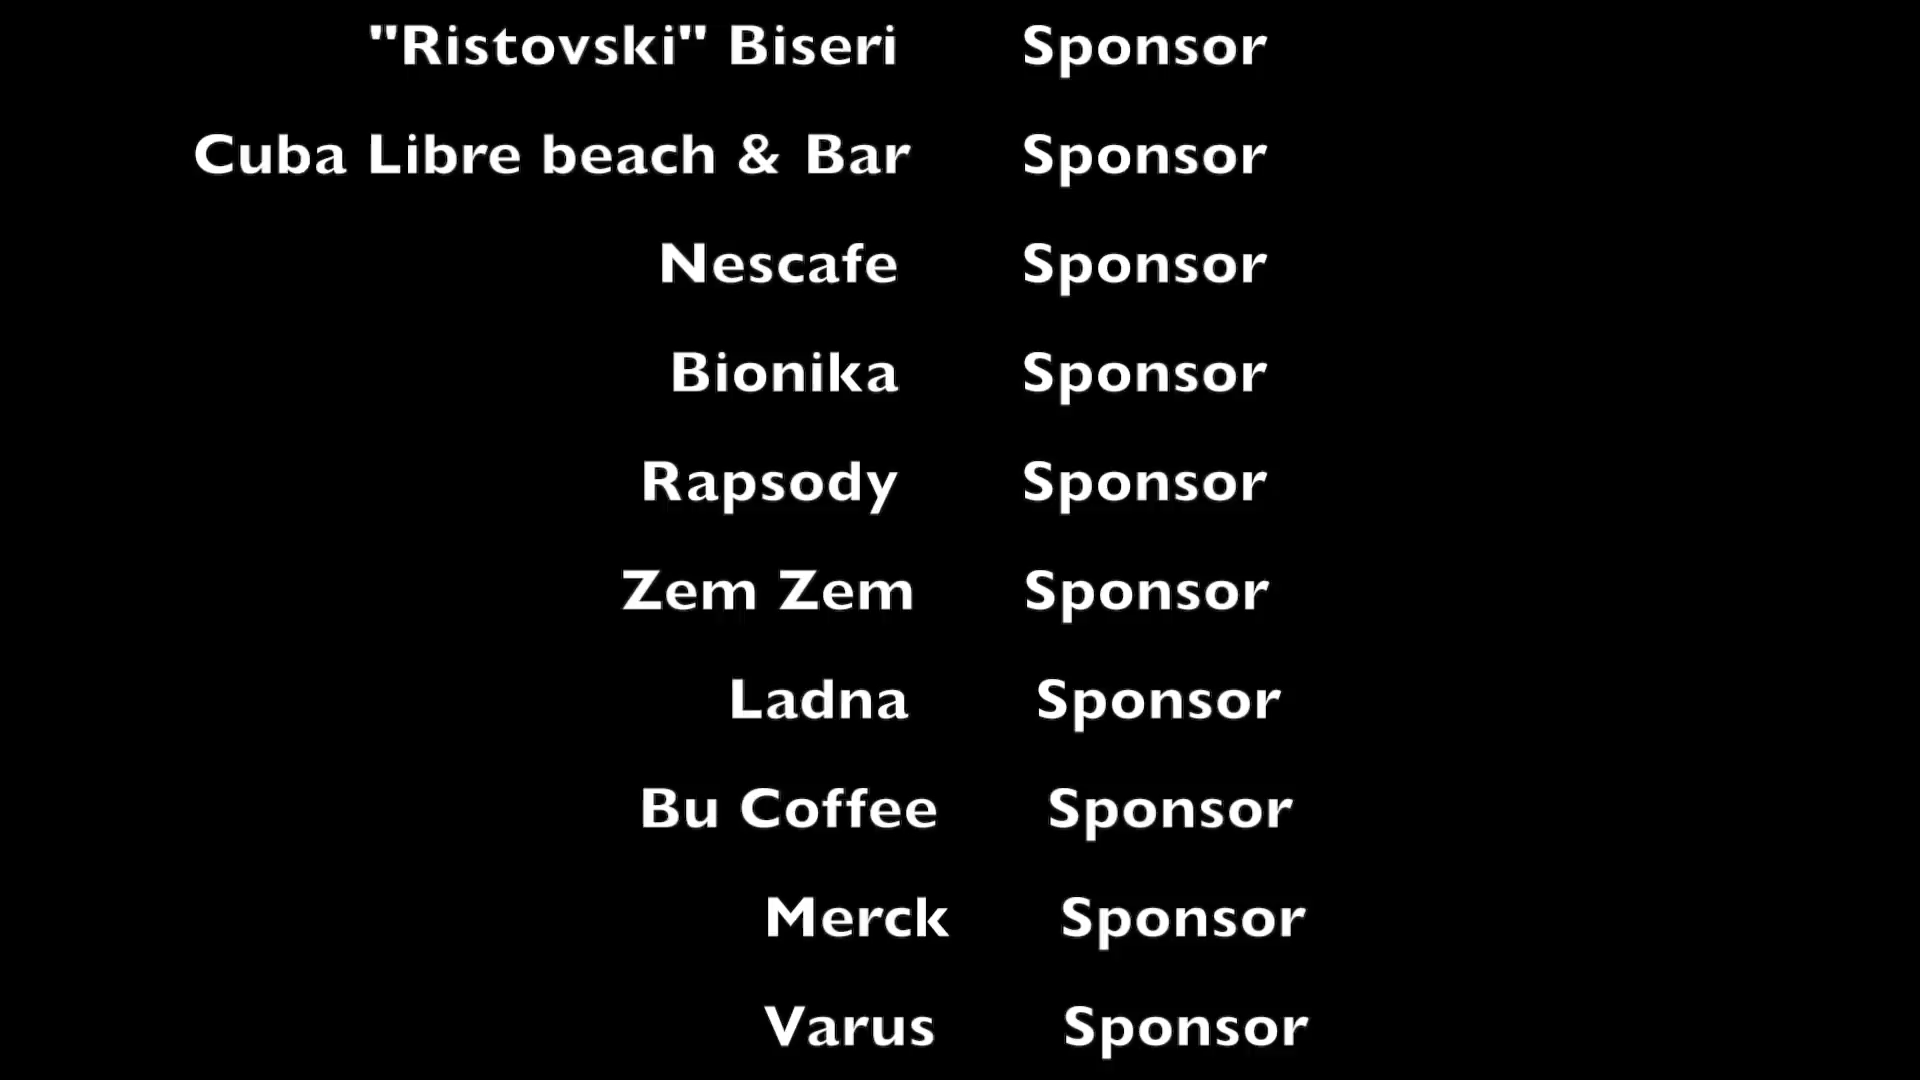 "Ristovski" Biseri Sponsor
Cuba Libre beach & Bar Sponsor
Nescafe Sponsor
Bionika Sponsor
Rapsody Sponsor
Zem Zem Sponsor
Ladna Sponsor
Bu Coffee Sponsor
Merck Sponsor
Varus Sponsor